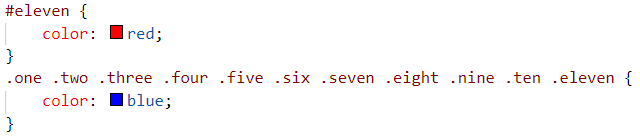 #eleven {
    color: red;
}
.one .two .three .four .five .six .seven .eight .nine .ten .eleven {
    color: blue;
}